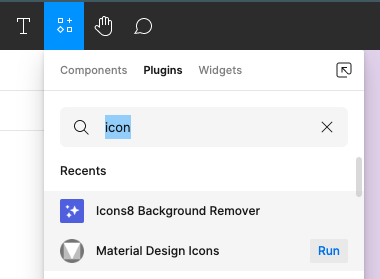 T
Components Plugins Widgets
icon
Recents
Icons8 Background Remover
Material Design Icons Run